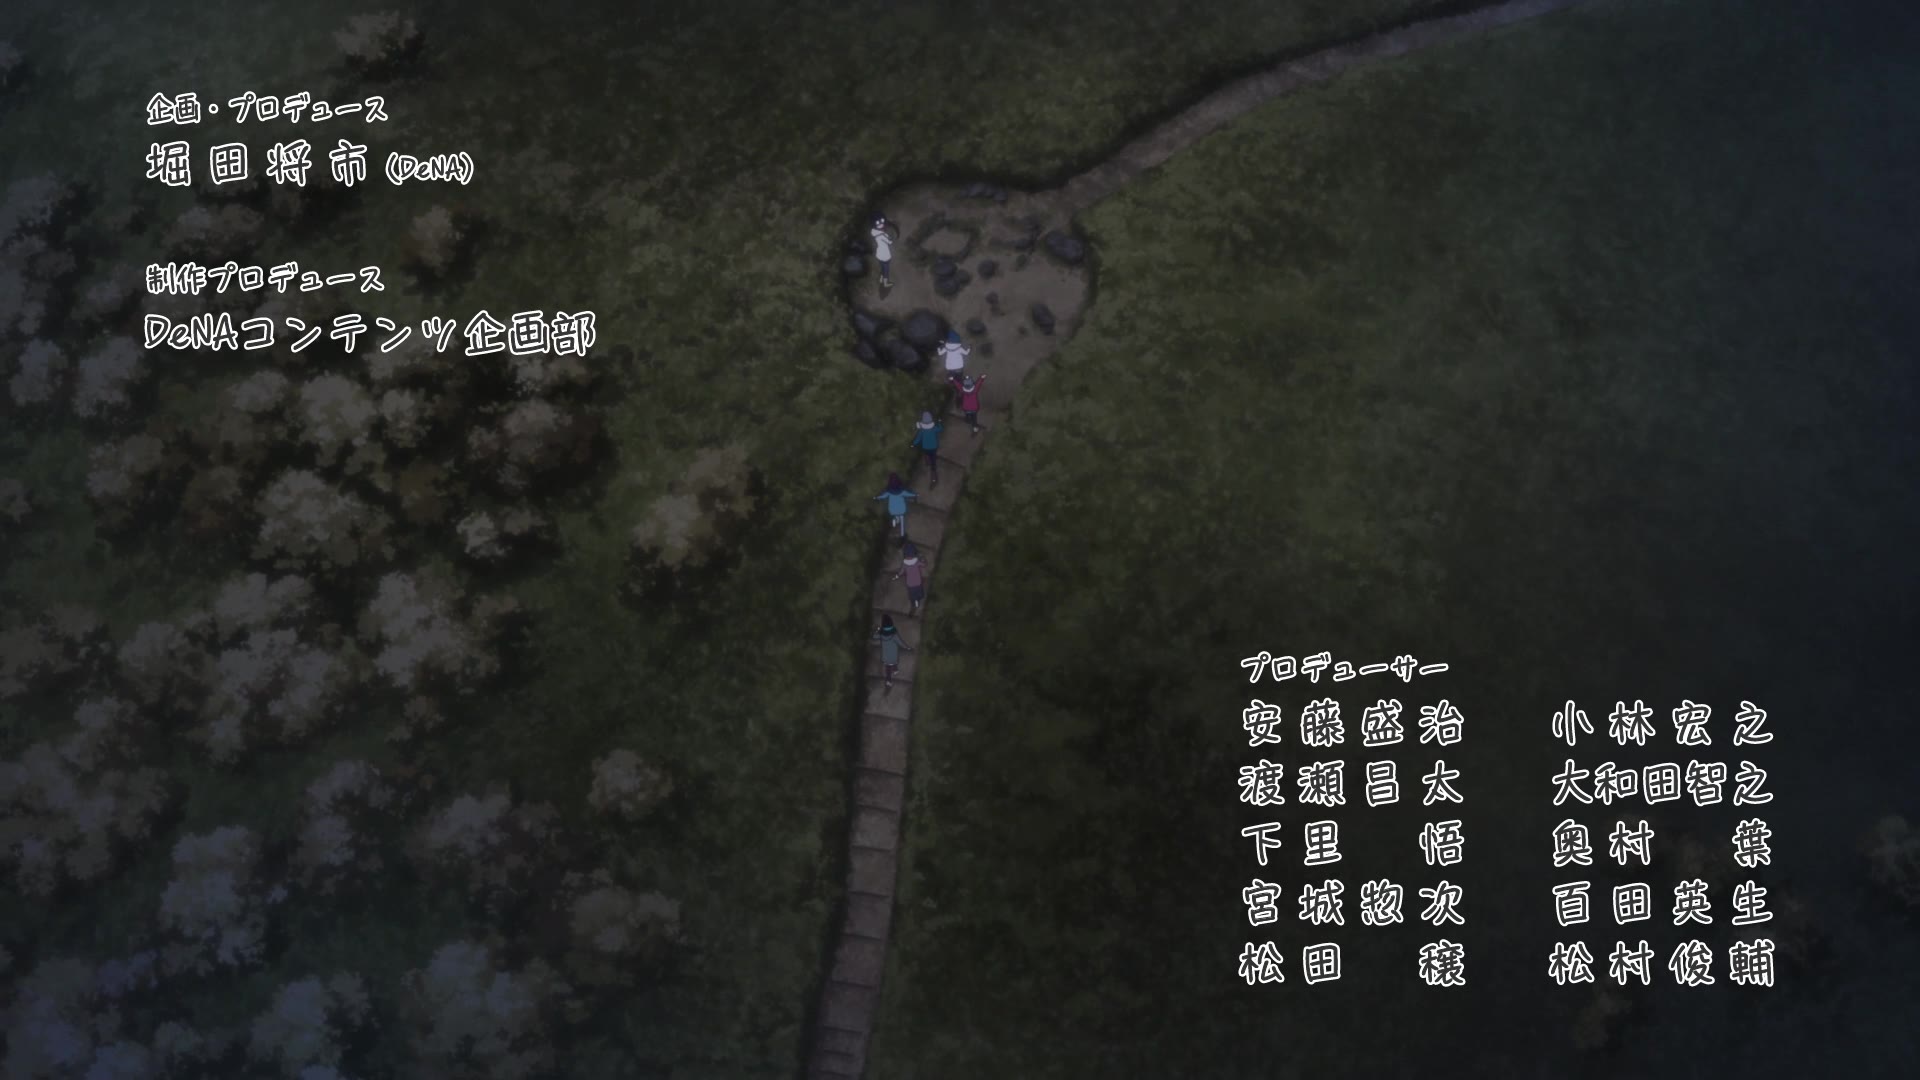 企画・プロデュース
堀田将市(DeNA)
制作プロデュース
DeNAコンテンツ企画部
プロデューサー
安藤盛治 小林宏之
渡瀬昌太 大和田智之
下里 悟 奥村 葉
宮城惣次 百田英生
松田 穣 松村俊輔